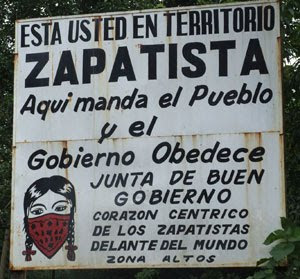 ESTA USTED EN TERRITORIO
ZAPATISTA
Aqui manda el Pueblo
y el
Gobierno Obedece
JUNTA DE BUEN
GOBIERNO
CORAZON CENTRICO
DE LOS ZAPATISTAS
DELANTE DEL MUNDO
ZONA ALTOS